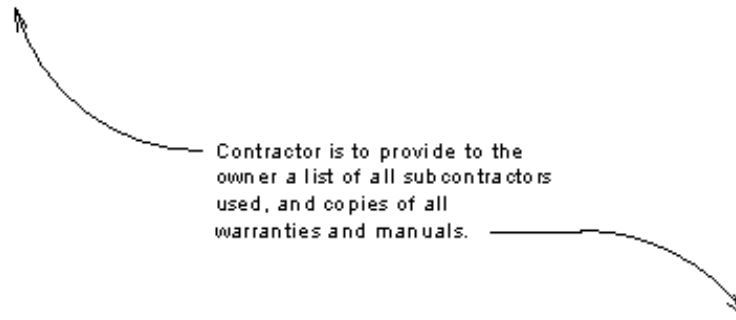 Contractor is to provide to the
owner a list of all subcontractors
used, and copies of all
warranties and manuals.